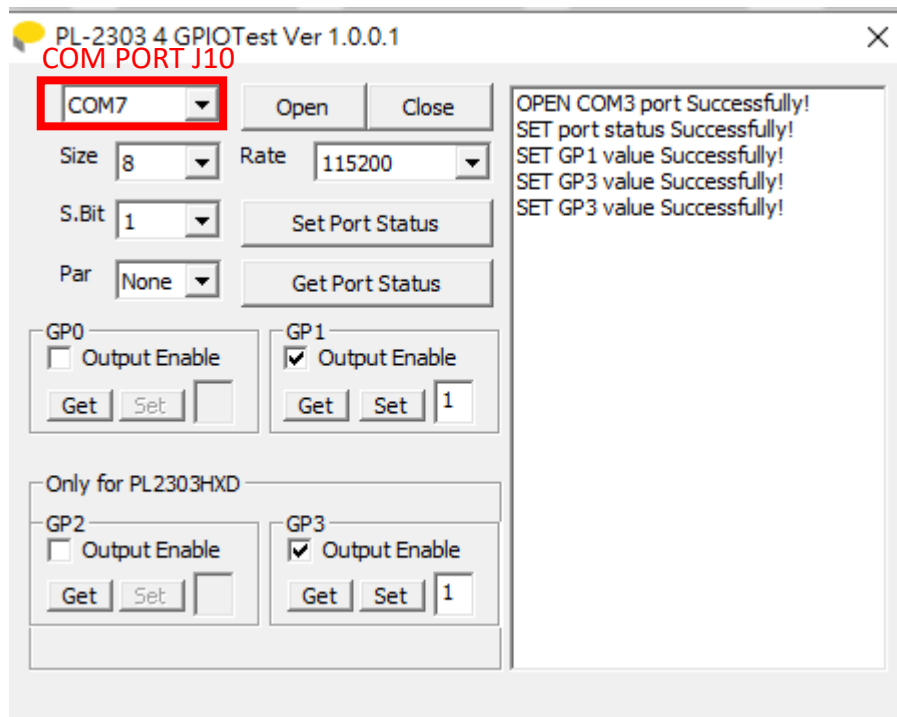 PL-2303 4 GPIOTest Ver 1.0.0.1
COM PORT J10
COM7
Open
Close
Size
8
Rate
115200
S.Bit
1
Set Port Status
Par
None
Get Port Status
GP0
Output Enable
Get
Set
GP1
Output Enable
Get
Set
1
Only for PL2303HXD
GP2
Output Enable
Get
Set
GP3
Output Enable
Get
Set
1
OPEN COM3 port Successfully!
SET port status Successfully!
SET GP1 value Successfully!
SET GP3 value Successfully!
SET GP3 value Successfully!